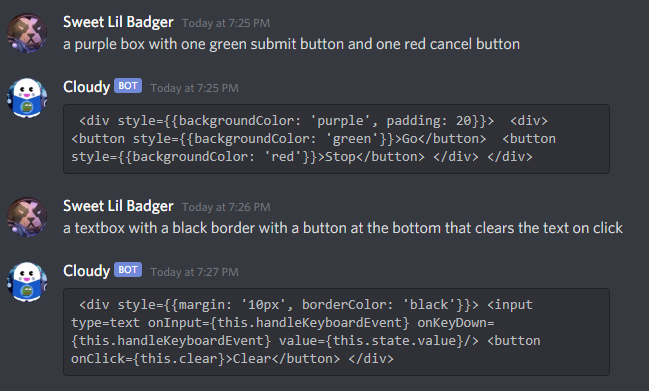 Sweet Lil Badger Today at 7:25 PM
a purple box with one green submit button and one red cancel button
Cloudy BOT Today at 7:25 PM
<div style={{backgroundColor: 'purple', padding: 20}}>  <div>
<button style={{backgroundColor: 'green'}}>Go</button>  <button
style={{backgroundColor: 'red'}}>Stop</button> </div> </div>
Sweet Lil Badger Today at 7:26 PM
a textbox with a black border with a button at the bottom that clears the text on click
Cloudy BOT Today at 7:27 PM
<div style={{margin: '10px', borderColor: 'black'}}> <input
type=text onInput={this.handleKeyboardEvent} onKeyDown=
{this.handleKeyboardEvent} value={this.state.value}/> <button
onClick={this.clear}>Clear</button> </div>